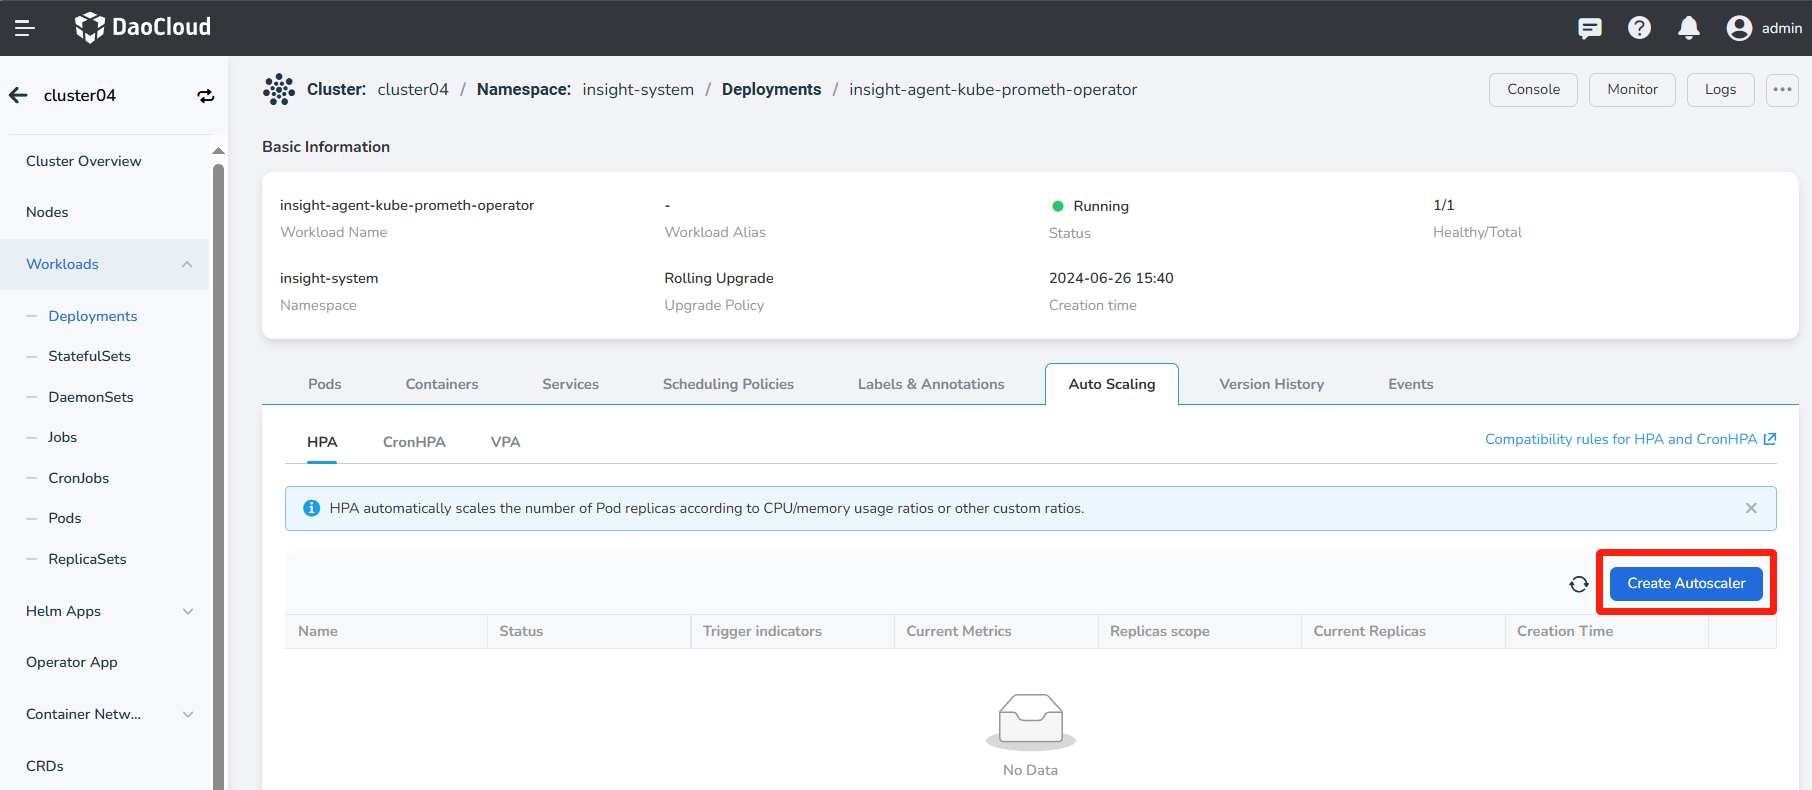 DaoCloud
admin
cluster04
Cluster Overview
Nodes
Workloads
Deployments
StatefulSets
DaemonSets
Jobs
CronJobs
Pods
ReplicaSets
Helm Apps
Operator App
Container Netw...
CRDs
Cluster: cluster04 / Namespace: insight-system / Deployments / insight-agent-kube-prometh-operator
Console Monitor Logs
Basic Information
insight-agent-kube-prometh-operator - Running 1/1
Workload Name Workload Alias Status Healthy/Total
insight-system Rolling Upgrade 2024-06-26 15:40
Namespace Upgrade Policy Creation time
Pods Containers Services Scheduling Policies Labels & Annotations Auto Scaling Version History Events
HPA CronHPA VPA Compatibility rules for HPA and CronHPA
HPA automatically scales the number of Pod replicas according to CPU/memory usage ratios or other custom ratios.
Create Autoscaler
Name Status Trigger indicators Current Metrics Replicas scope Current Replicas Creation Time
No Data